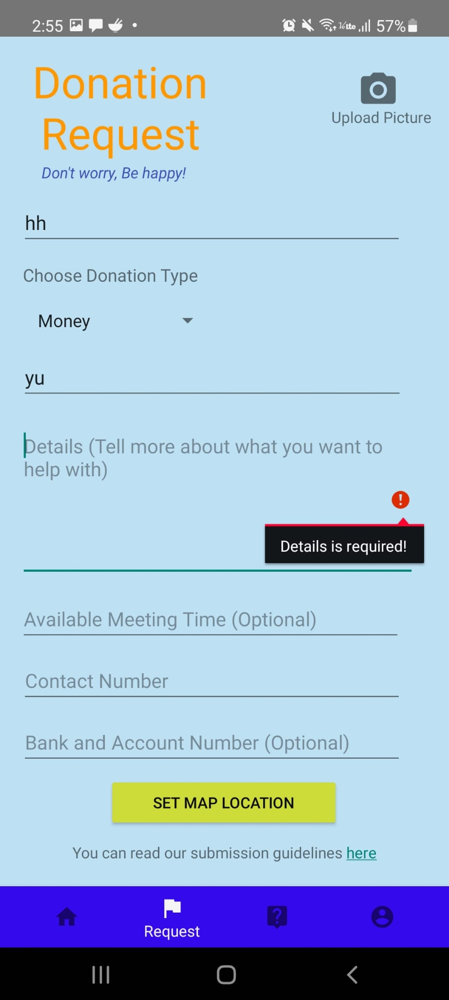 2:55
Volte
57%
Donation
Request
Upload Picture
Don't worry, Be happy!
hh
Choose Donation Type
Money
yu
Details (Tell more about what you want to
help with)
Details is required!
Available Meeting Time (Optional)
Contact Number
Bank and Account Number (Optional)
SET MAP LOCATION
You can read our submission guidelines here
Request